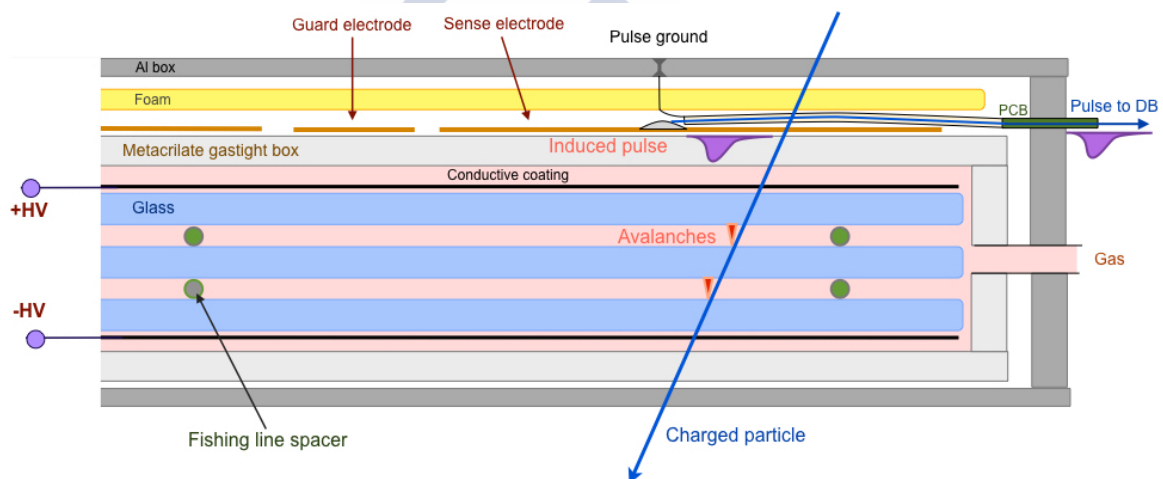 Guard electrode
Sense electrode
Pulse ground
Al box
Foam
PCB
Pulse to DB
Metacrilate gastight box
Induced pulse
Conductive coating
+HV
Glass
Avalanches
Gas
-HV
Fishing line spacer
Charged particle